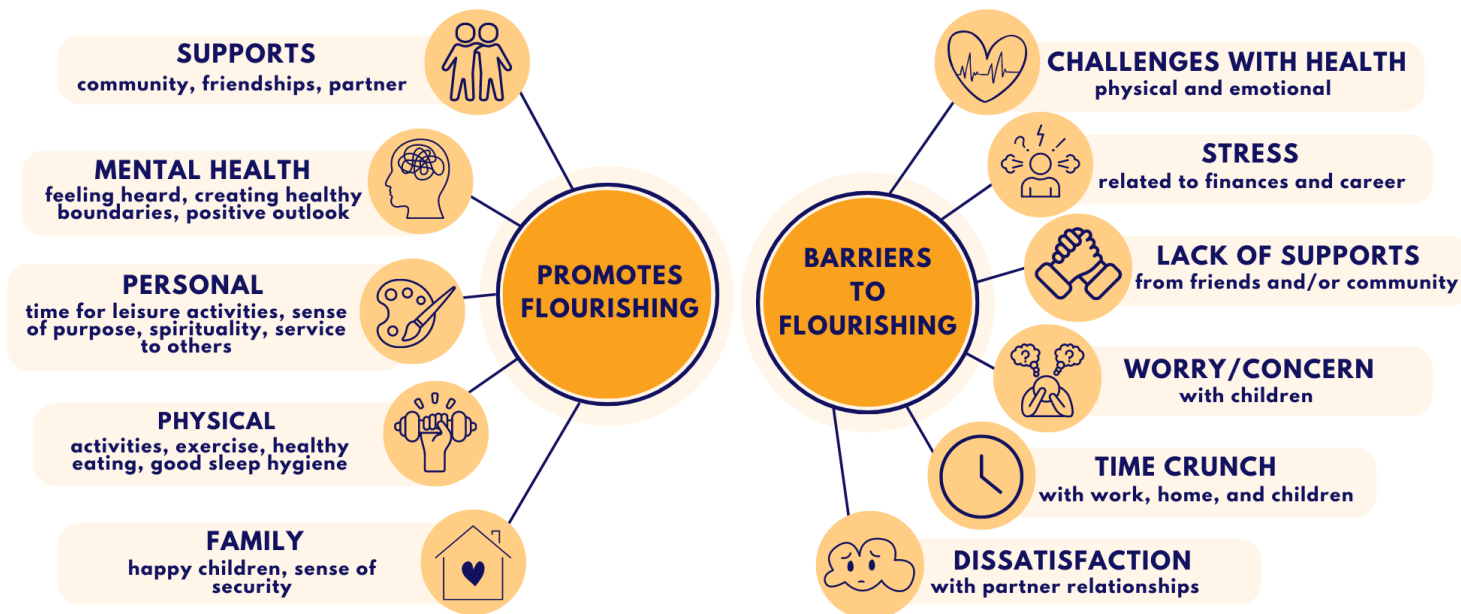 SUPPORTS
community, friendships, partner
MENTAL HEALTH
feeling heard, creating healthy
boundaries, positive outlook
PERSONAL
time for leisure activities, sense
of purpose, spirituality, service
to others
PHYSICAL
activities, exercise, healthy
eating, good sleep hygiene
FAMILY
happy children, sense of
security
PROMOTES
FLOURISHING
BARRIERS
TO
FLOURISHING
CHALLENGES WITH HEALTH
physical and emotional
? !
STRESS
related to finances and career
LACK OF SUPPORTS
from friends and/or community
? ?
WORRY/CONCERN
with children
TIME CRUNCH
with work, home, and children
DISSATISFACTION
with partner relationships